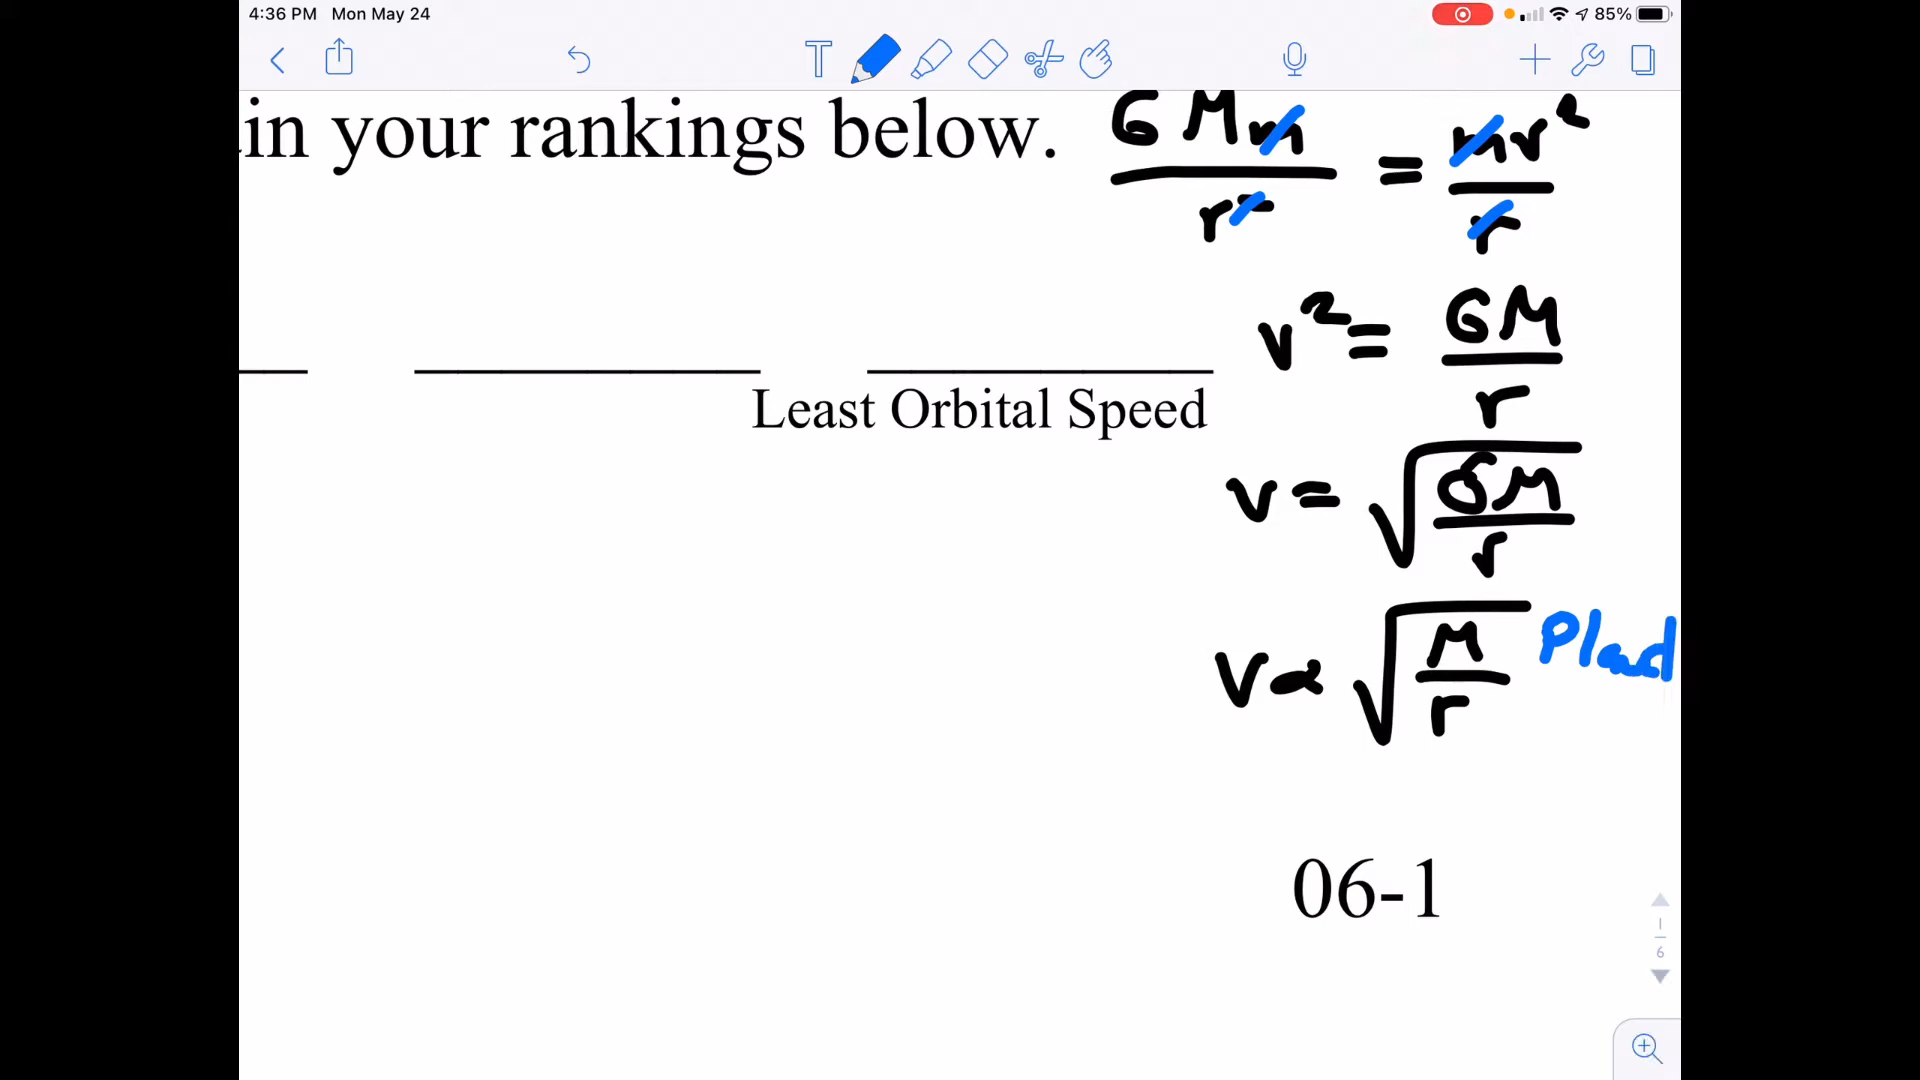 4:36 PM Mon May 24 85%
T
in your rankings below.
GMm/r² = mv²/r
v² = GM/r
Least Orbital Speed
v = √(GM/r)
v ∝ √(M/r)
06-1
1
6